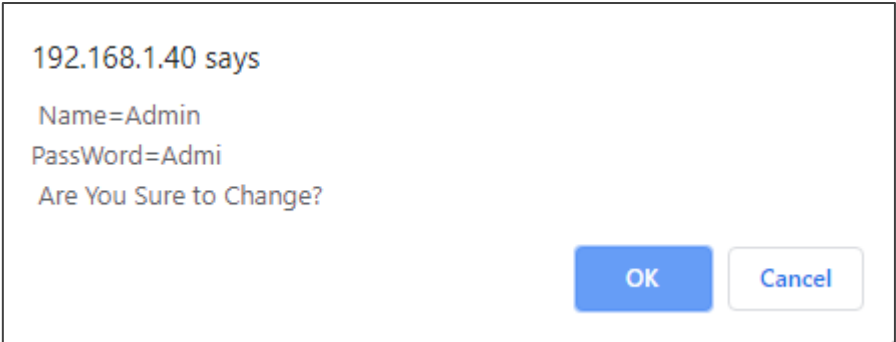 192.168.1.40 says
Name=Admin
PassWord=Admi
Are You Sure to Change?
OK
Cancel